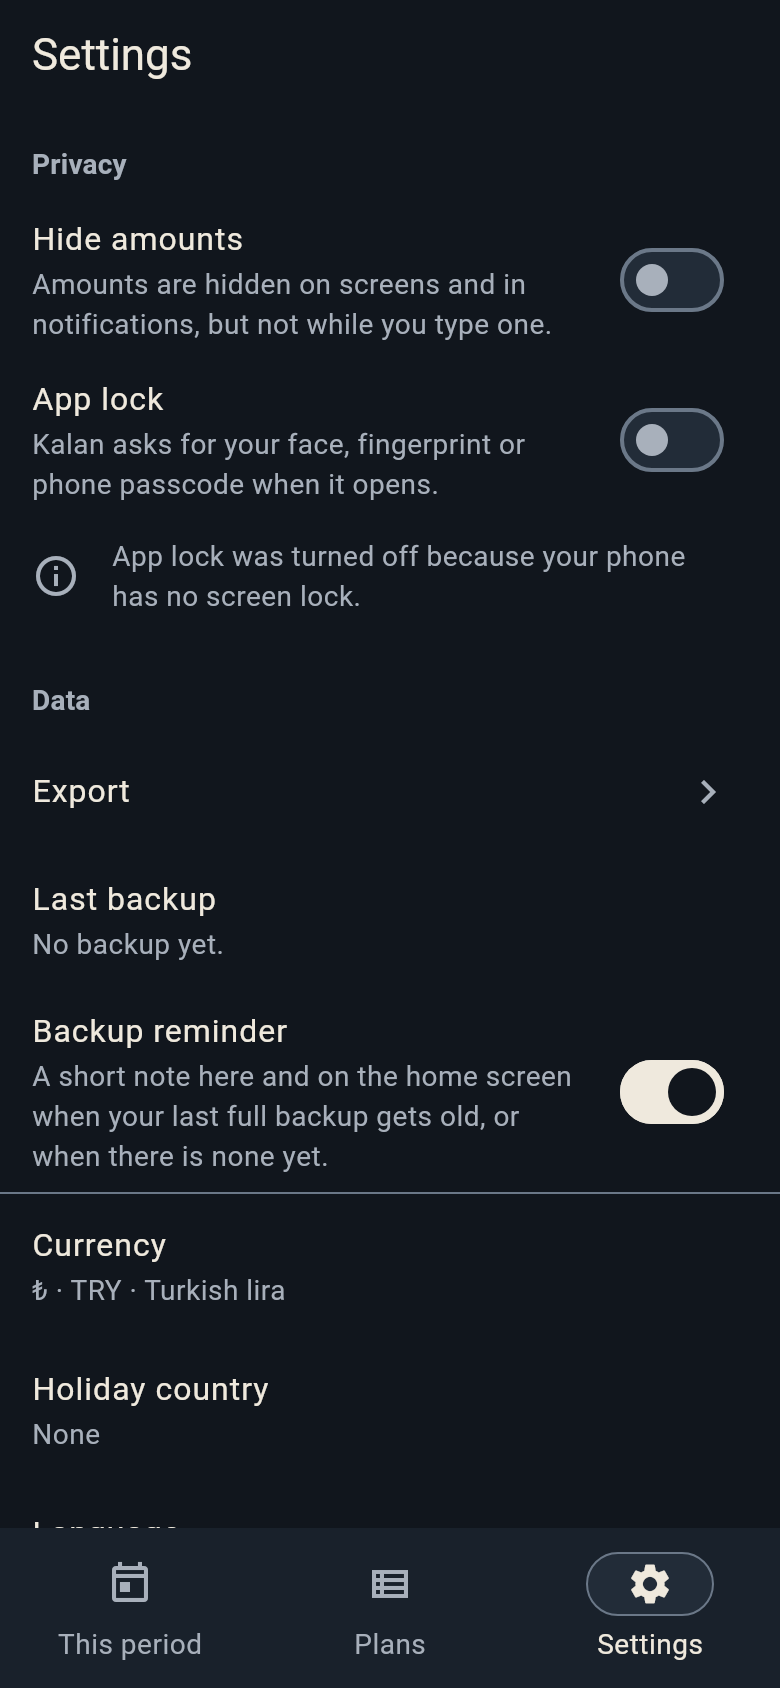 Settings
Privacy
Hide amounts
Amounts are hidden on screens and in
notifications, but not while you type one.
App lock
Kalan asks for your face, fingerprint or
phone passcode when it opens.
App lock was turned off because your phone
has no screen lock.
Data
Export
Last backup
No backup yet.
Backup reminder
A short note here and on the home screen
when your last full backup gets old, or
when there is none yet.
Currency
₺ · TRY · Turkish lira
Holiday country
None
This period
Plans
Settings